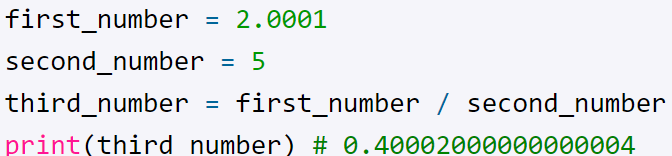 first_number = 2.0001
second_number = 5
third_number = first_number / second_number
print(third_number) # 0.40002000000000004